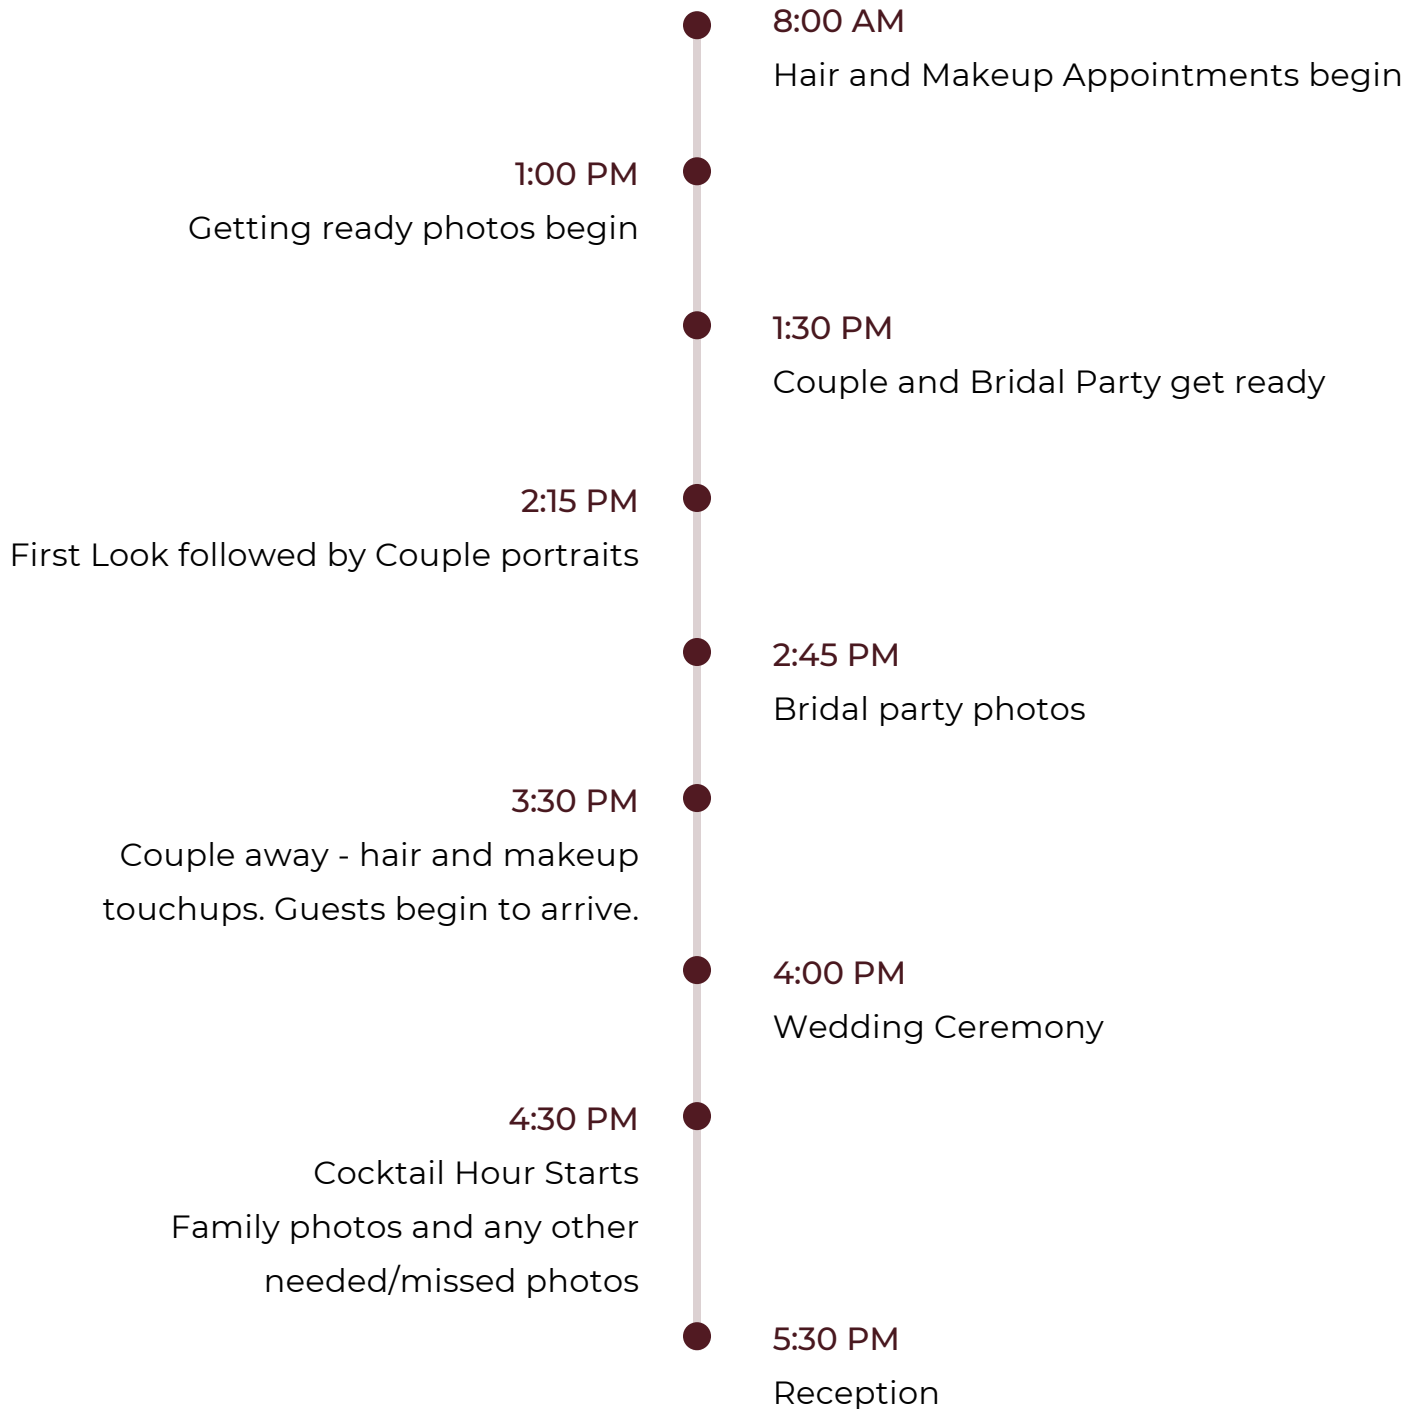 8:00 AM
Hair and Makeup Appointments begin
1:00 PM
Getting ready photos begin
1:30 PM
Couple and Bridal Party get ready
2:15 PM
First Look followed by Couple portraits
2:45 PM
Bridal party photos
3:30 PM
Couple away - hair and makeup
touchups. Guests begin to arrive.
4:00 PM
Wedding Ceremony
4:30 PM
Cocktail Hour Starts
Family photos and any other
needed/missed photos
5:30 PM
Reception